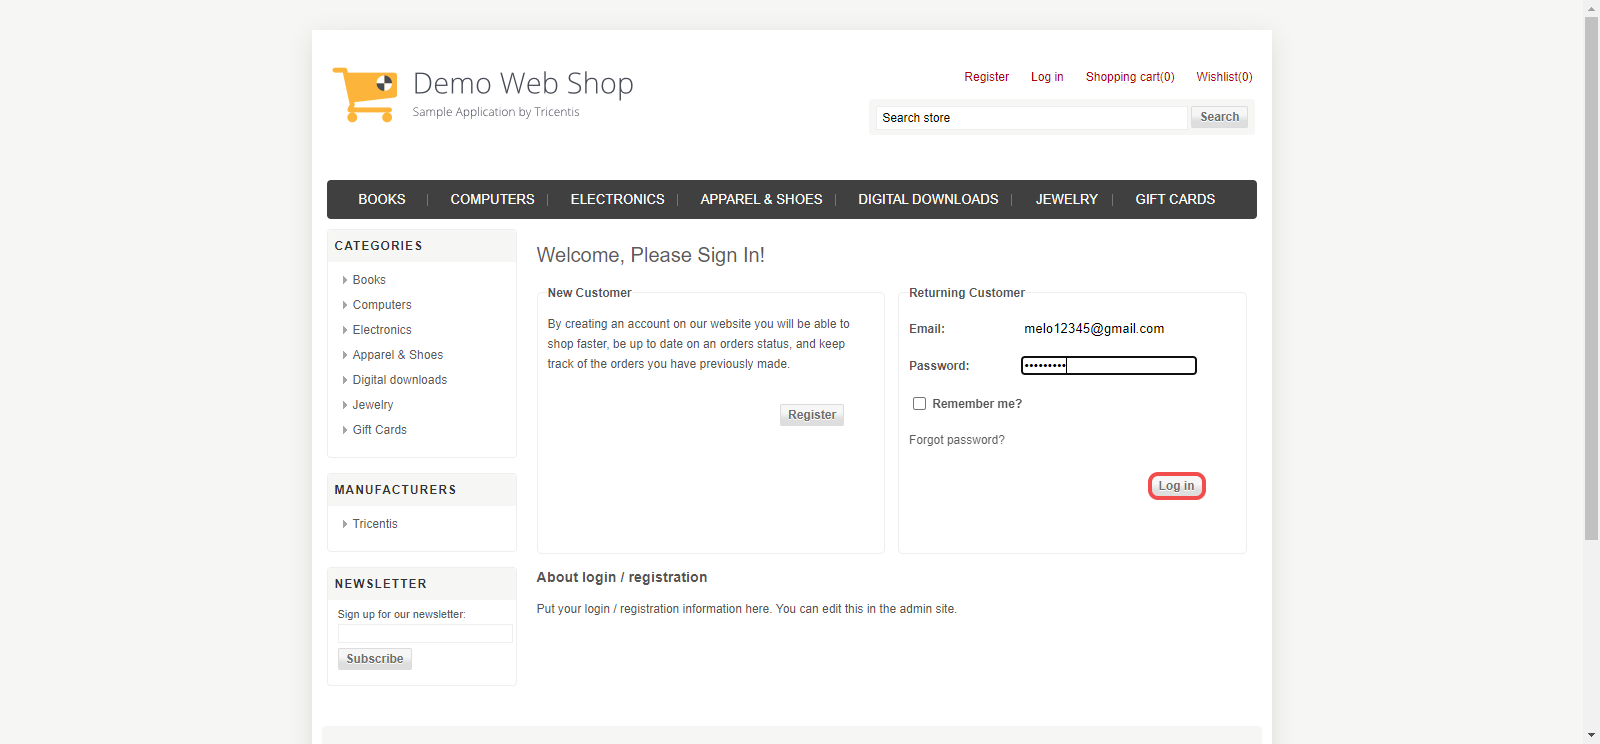 Demo Web Shop
Sample Application by Tricentis
Register Log in Shopping cart(0) Wishlist(0)
Search store Search
BOOKS COMPUTERS ELECTRONICS APPAREL & SHOES DIGITAL DOWNLOADS JEWELRY GIFT CARDS
CATEGORIES
Books
Computers
Electronics
Apparel & Shoes
Digital downloads
Jewelry
Gift Cards
MANUFACTURERS
Tricentis
NEWSLETTER
Sign up for our newsletter:
Subscribe
Welcome, Please Sign In!
New Customer
By creating an account on our website you will be able to
shop faster, be up to date on an orders status, and keep
track of the orders you have previously made.
Register
Returning Customer
Email: melo12345@gmail.com
Password: •••••••••
Remember me?
Forgot password?
Log in
About login / registration
Put your login / registration information here. You can edit this in the admin site.